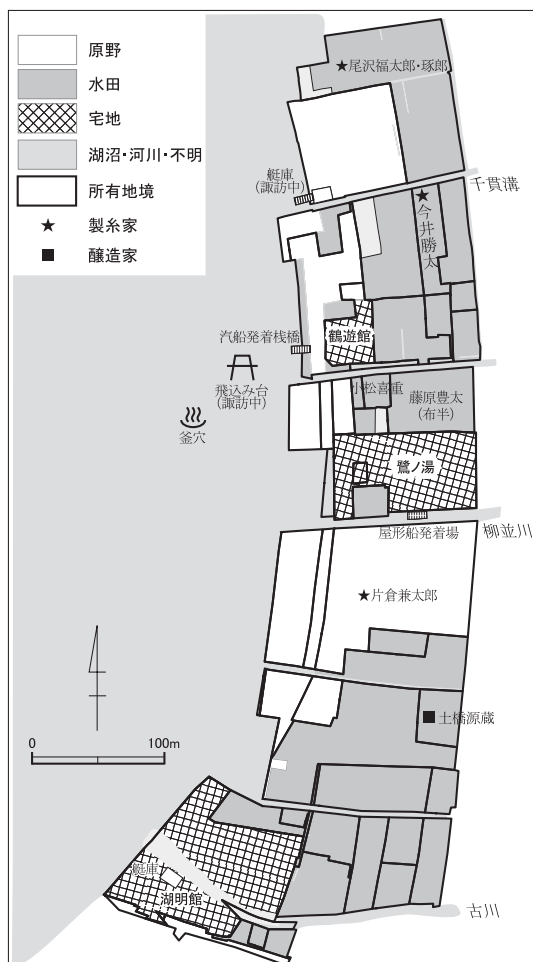 原野
水田
宅地
湖沼・河川・不明
所有地境
製糸家
醸造家
尾沢福太郎・琢郎
艇庫
(諏訪中)
千貫溝
今井勝太
汽船発着桟橋
鶴遊館
飛込み台
(諏訪中)
小松喜重
藤原豊太
(布半)
釜穴
鷺ノ湯
屋形船発着場
柳並川
片倉兼太郎
土橋源蔵
0 100m
艇庫
湖明館
古川